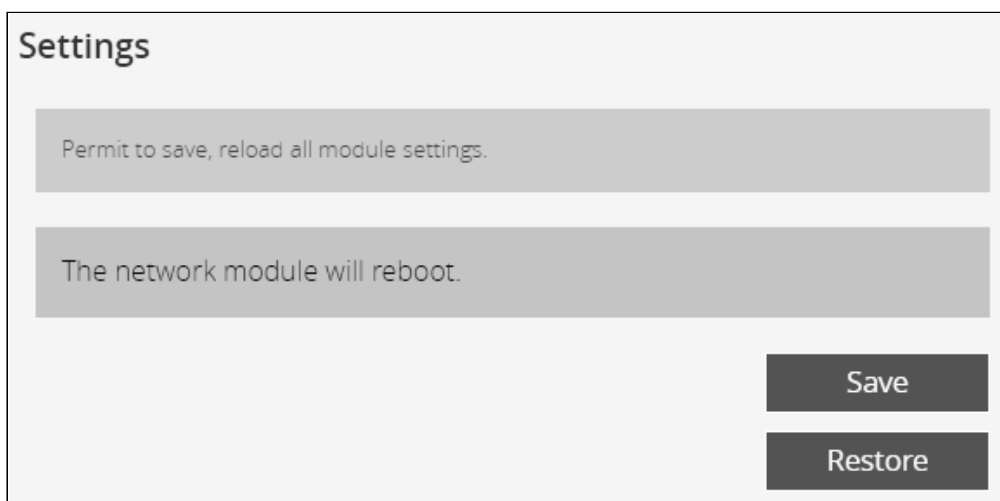 Settings
Permit to save, reload all module settings.
The network module will reboot.
Save
Restore